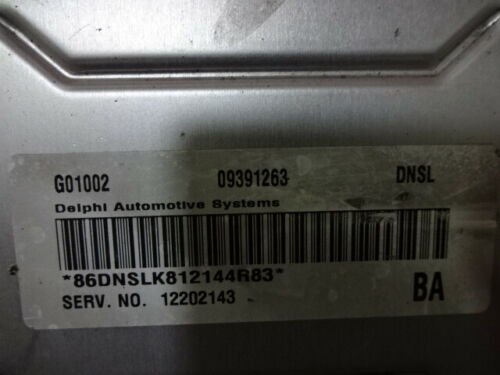 G01002 09391263 DNSL
Delphi Automotive Systems
*86DNSLK812144R83*
SERV. NO. 12202143 BA